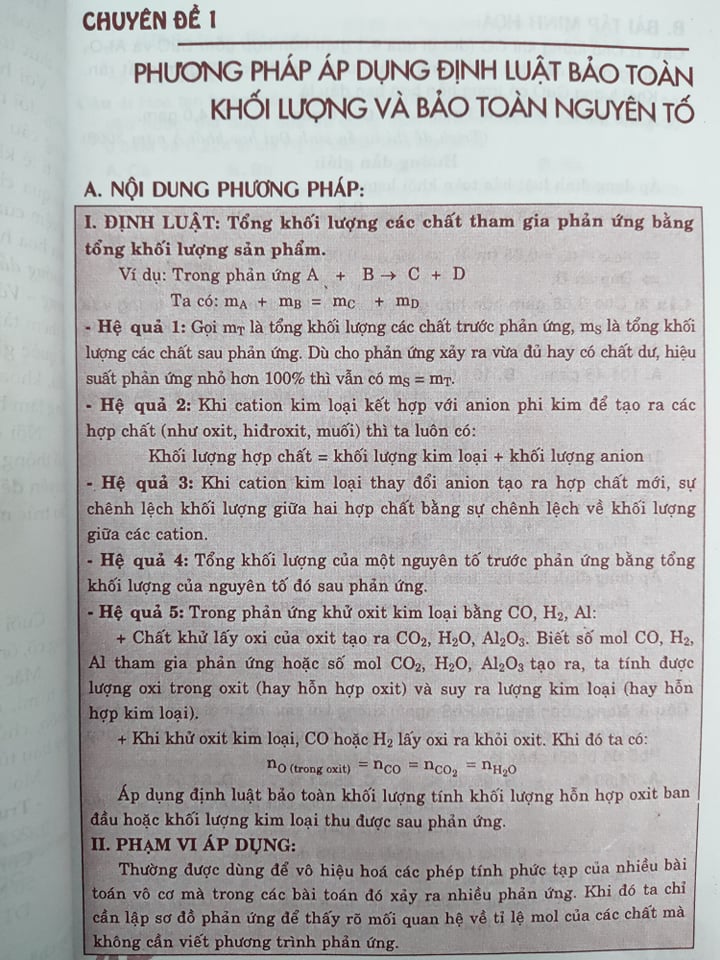 CHUYÊN ĐỀ 1
PHƯƠNG PHÁP ÁP DỤNG ĐỊNH LUẬT BẢO TOÀN
KHỐI LƯỢNG VÀ BẢO TOÀN NGUYÊN TỐ
A. NỘI DUNG PHƯƠNG PHÁP:
I. ĐỊNH LUẬT: Tổng khối lượng các chất tham gia phản ứng bằng
tổng khối lượng sản phẩm.
Ví dụ: Trong phản ứng A + B → C + D
Ta có: m_A + m_B = m_C + m_D
- Hệ quả 1: Gọi m_T là tổng khối lượng các chất trước phản ứng, m_S là tổng khối
lượng các chất sau phản ứng. Dù cho phản ứng xảy ra vừa đủ hay có chất dư, hiệu
suất phản ứng nhỏ hơn 100% thì vẫn có m_S = m_T.
- Hệ quả 2: Khi cation kim loại kết hợp với anion phi kim để tạo ra các
hợp chất (như oxit, hiđroxit, muối) thì ta luôn có:
Khối lượng hợp chất = khối lượng kim loại + khối lượng anion
- Hệ quả 3: Khi cation kim loại thay đổi anion tạo ra hợp chất mới, sự
chênh lệch khối lượng giữa hai hợp chất bằng sự chênh lệch về khối lượng
giữa các cation.
- Hệ quả 4: Tổng khối lượng của một nguyên tố trước phản ứng bằng tổng
khối lượng của nguyên tố đó sau phản ứng.
- Hệ quả 5: Trong phản ứng khử oxit kim loại bằng CO, H₂, Al:
+ Chất khử lấy oxi của oxit tạo ra CO₂, H₂O, Al₂O₃. Biết số mol CO, H₂,
Al tham gia phản ứng hoặc số mol CO₂, H₂O, Al₂O₃ tạo ra, ta tính được
lượng oxi trong oxit (hay hỗn hợp oxit) và suy ra lượng kim loại (hay hỗn
hợp kim loại).
+ Khi khử oxit kim loại, CO hoặc H₂ lấy oxi ra khỏi oxit. Khi đó ta có:
n_O (trong oxit) = n_CO = n_CO₂ = n_H₂O
Áp dụng định luật bảo toàn khối lượng tính khối lượng hỗn hợp oxit ban
đầu hoặc khối lượng kim loại thu được sau phản ứng.
II. PHẠM VI ÁP DỤNG:
Thường được dùng để vô hiệu hoá các phép tính phức tạp của nhiều bài
toán vô cơ mà trong các bài toán đó xảy ra nhiều phản ứng. Khi đó ta chỉ
cần lập sơ đồ phản ứng để thấy rõ mối quan hệ về tỉ lệ mol của các chất mà
không cần viết phương trình phản ứng.